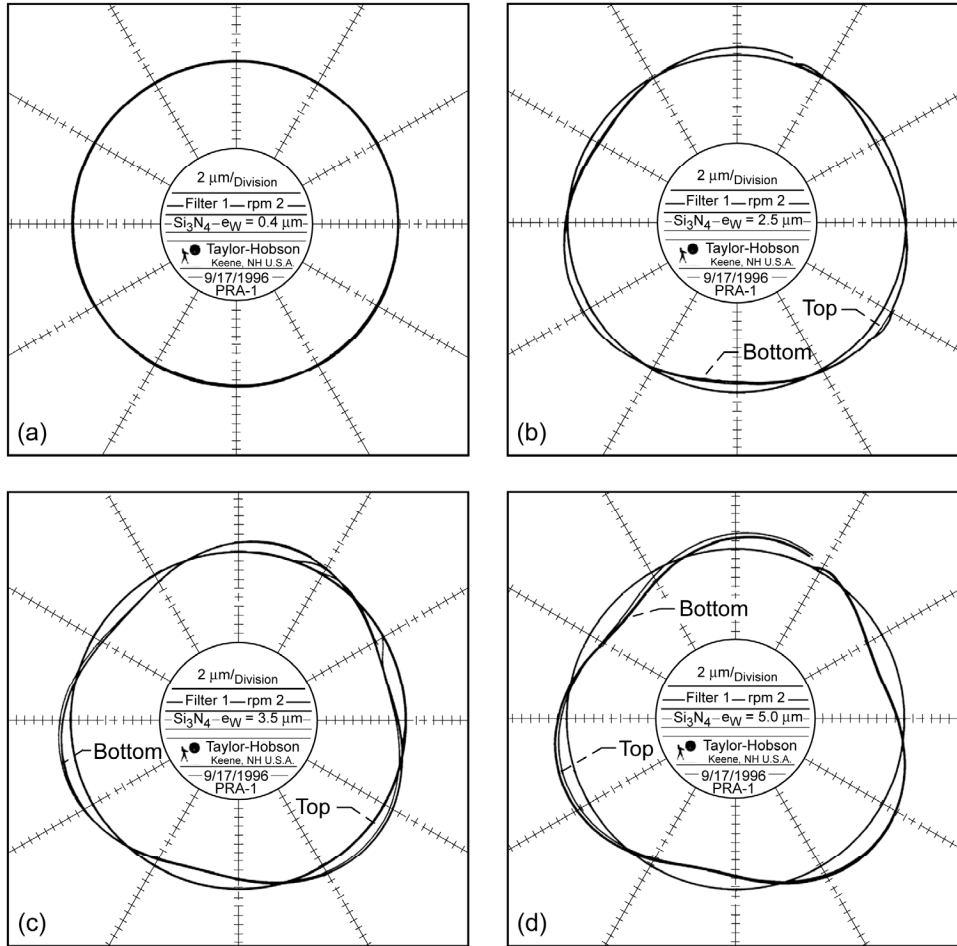 2 μm/Division
Filter 1 rpm 2
Si3N4 – eW = 0.4 μm
Taylor-Hobson
Keene, NH U.S.A.
9/17/1996
PRA-1
(a)
2 μm/Division
Filter 1 rpm 2
Si3N4 – eW = 2.5 μm
Taylor-Hobson
Keene, NH U.S.A.
9/17/1996
PRA-1
Top
Bottom
(b)
2 μm/Division
Filter 1 rpm 2
Si3N4 – eW = 3.5 μm
Taylor-Hobson
Keene, NH U.S.A.
9/17/1996
PRA-1
Bottom
Top
(c)
Bottom
2 μm/Division
Filter 1 rpm 2
Si3N4 – eW = 5.0 μm
Taylor-Hobson
Keene, NH U.S.A.
9/17/1996
PRA-1
Top
(d)